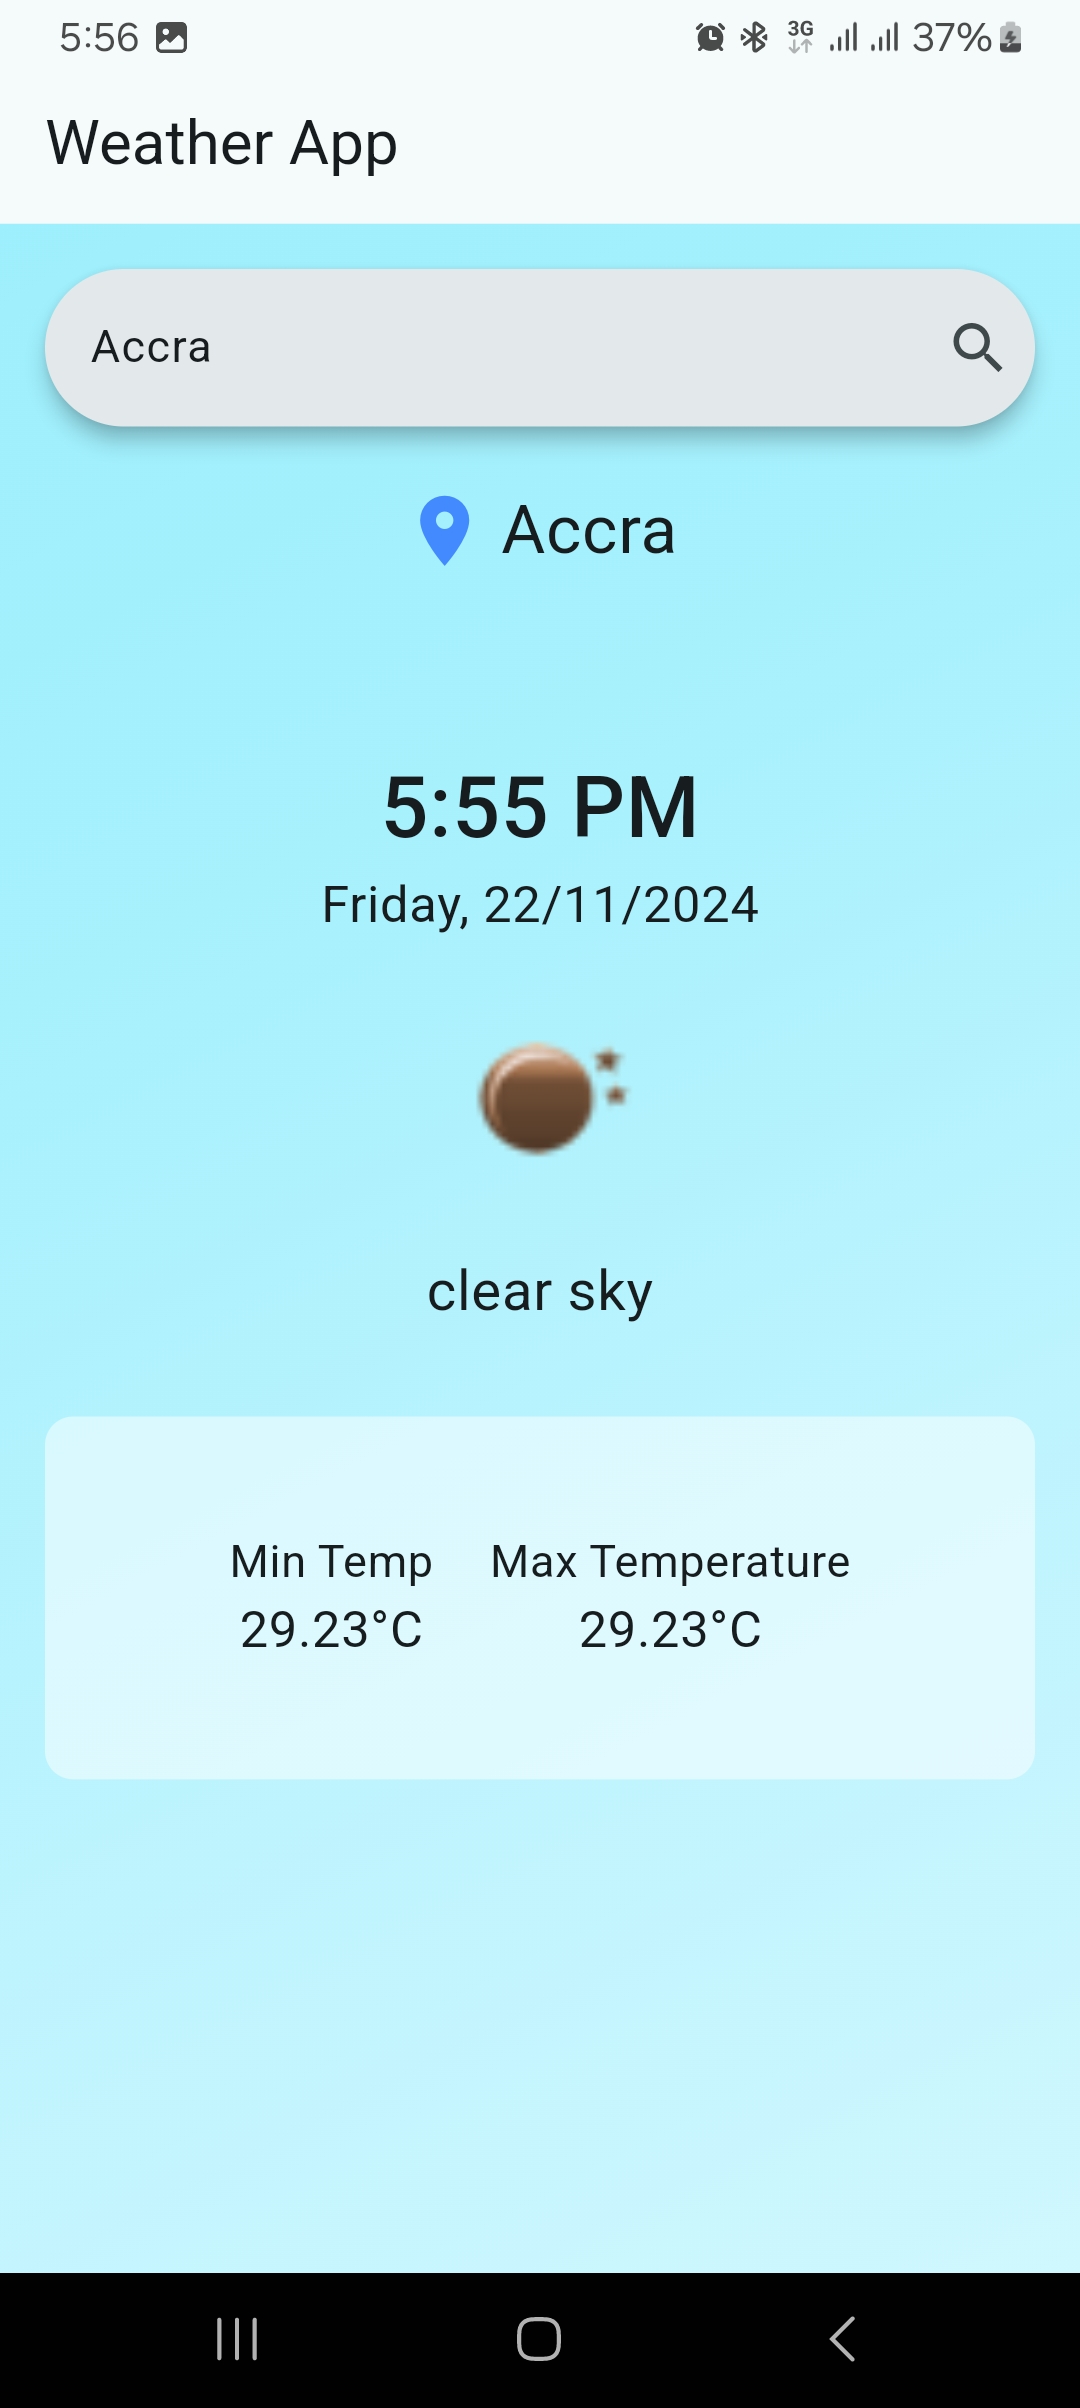 5:56 3G 37%
Weather App
Accra
Accra
5:55 PM
Friday, 22/11/2024
clear sky
Min Temp Max Temperature
29.23°C 29.23°C